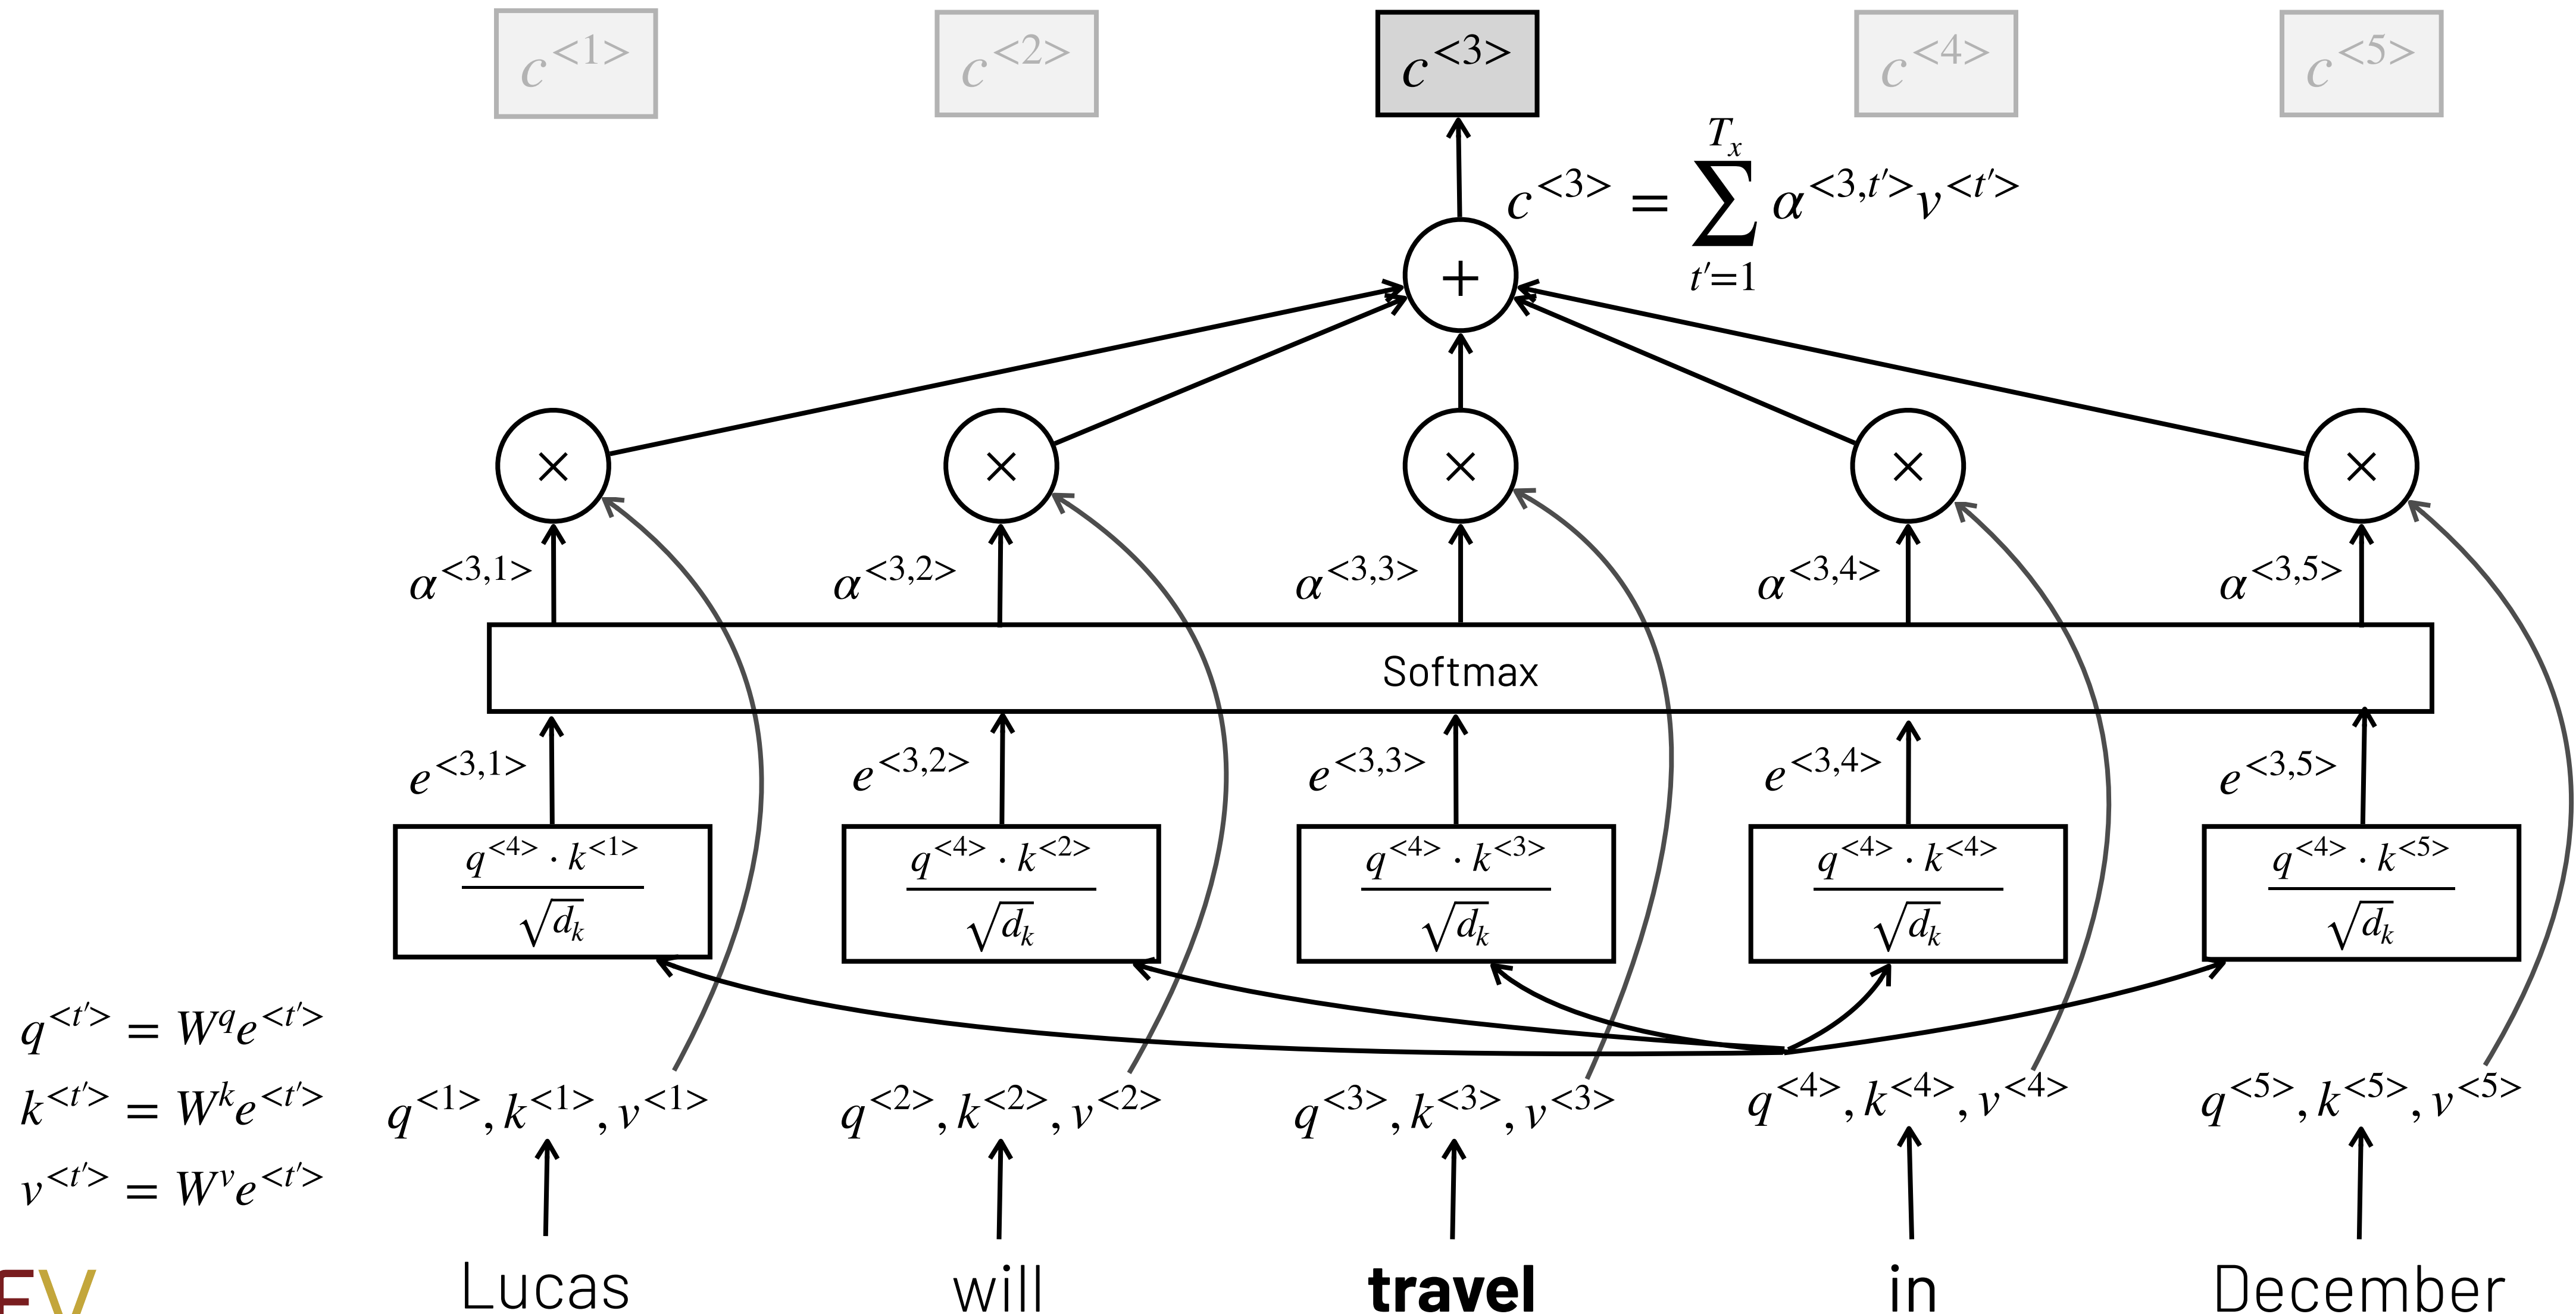 c<1> c<2> c<3> c<4> c<5>
c<3> = ∑_{t′=1}^{T_x} α<3,t′> v<t′>
+
× × × × ×
α<3,1> α<3,2> α<3,3> α<3,4> α<3,5>
Softmax
e<3,1> e<3,2> e<3,3> e<3,4> e<3,5>
q<4> · k<1> / √d_k q<4> · k<2> / √d_k q<4> · k<3> / √d_k q<4> · k<4> / √d_k q<4> · k<5> / √d_k
q<t′> = W^q e<t′>
k<t′> = W^k e<t′>
v<t′> = W^v e<t′>
q<1>, k<1>, v<1> q<2>, k<2>, v<2> q<3>, k<3>, v<3> q<4>, k<4>, v<4> q<5>, k<5>, v<5>
Lucas will travel in December